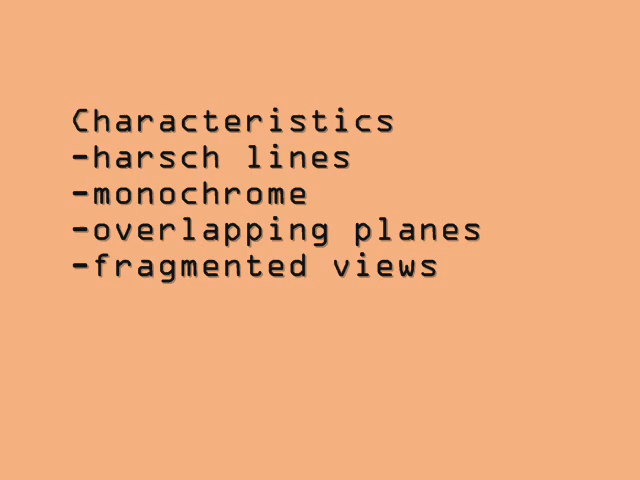 Characteristics
-harsch lines
-monochrome
-overlapping planes
-fragmented views